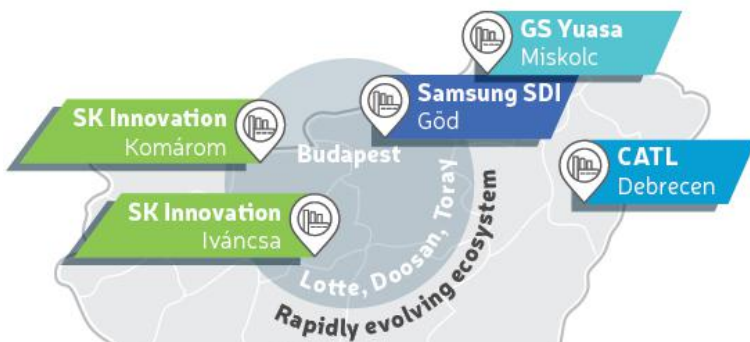 GS Yuasa
Miskolc
Samsung SDI
Göd
SK Innovation
Komárom
Budapest
CATL
Debrecen
SK Innovation
Iváncsa
Lotte, Doosan, Toray
Rapidly evolving ecosystem